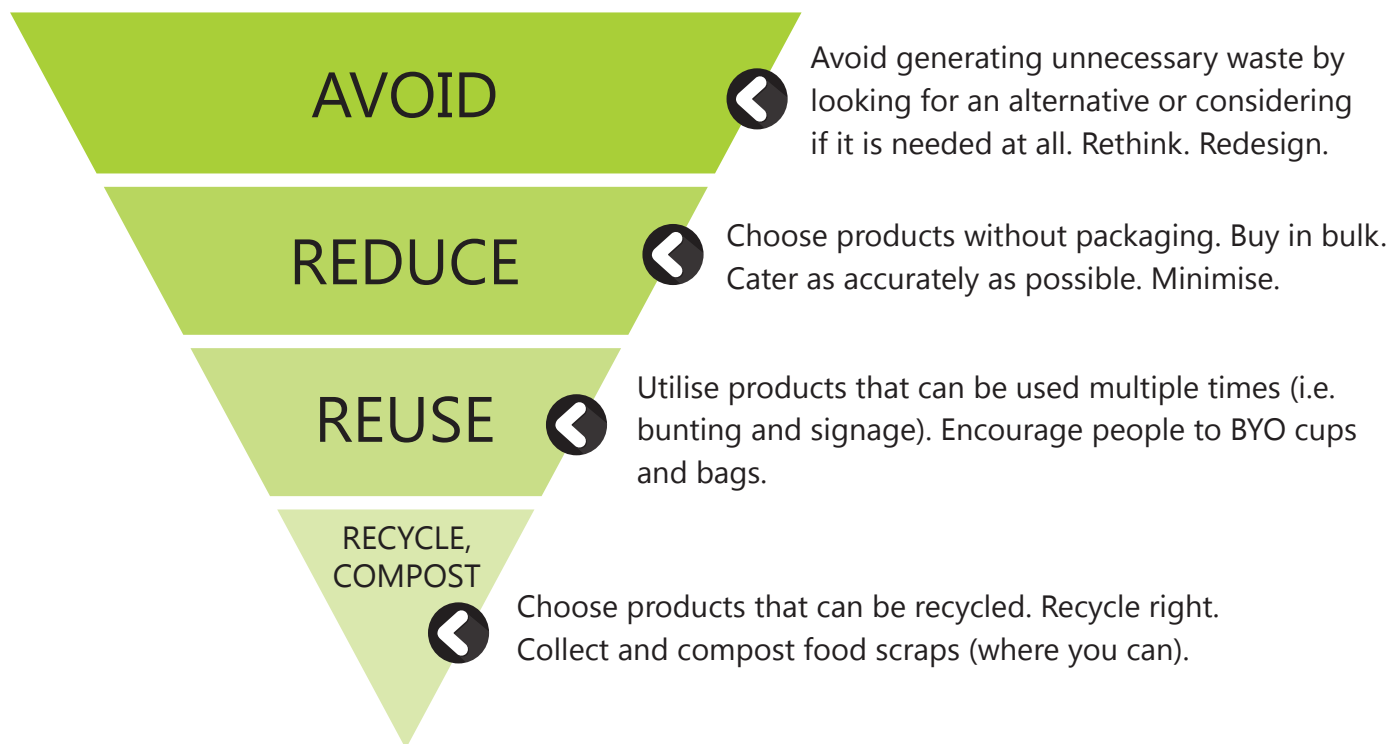 AVOID
Avoid generating unnecessary waste by
looking for an alternative or considering
if it is needed at all. Rethink. Redesign.
REDUCE
Choose products without packaging. Buy in bulk.
Cater as accurately as possible. Minimise.
REUSE
Utilise products that can be used multiple times (i.e.
bunting and signage). Encourage people to BYO cups
and bags.
RECYCLE,
COMPOST
Choose products that can be recycled. Recycle right.
Collect and compost food scraps (where you can).